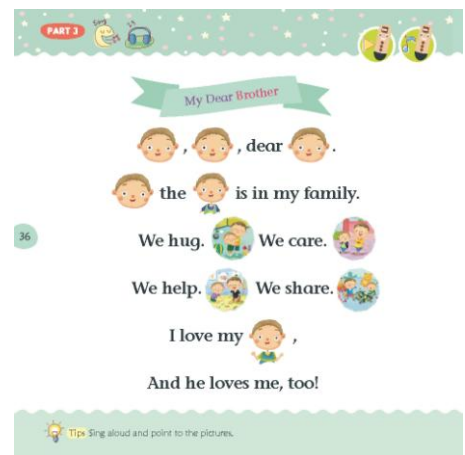 PART 3
Sing
My Dear Brother
, , dear .
the is in my family.
36
We hug. We care.
We help. We share.
I love my ,
And he loves me, too!
Tips Sing aloud and point to the pictures.